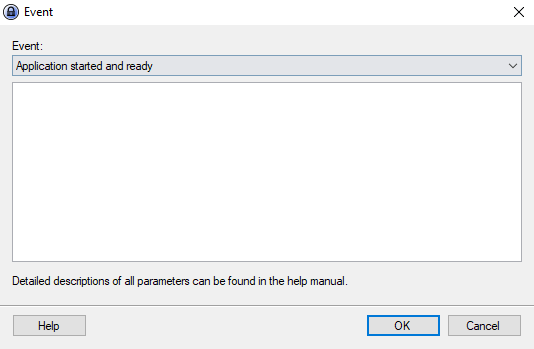 Event
Event:
Application started and ready
Detailed descriptions of all parameters can be found in the help manual.
Help
OK
Cancel